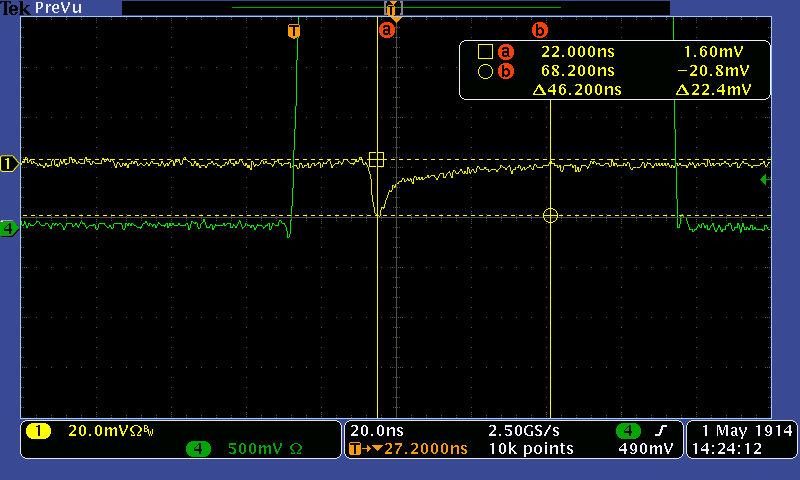 Tek PreVu
T
T
a
b
a 22.000ns 1.60mV
b 68.200ns −20.8mV
Δ46.200ns Δ22.4mV
1
4
1 20.0mVΩBW
4 500mV Ω
20.0ns 2.50GS/s 4
T→▼27.2000ns 10k points 490mV
1 May 1914
14:24:12